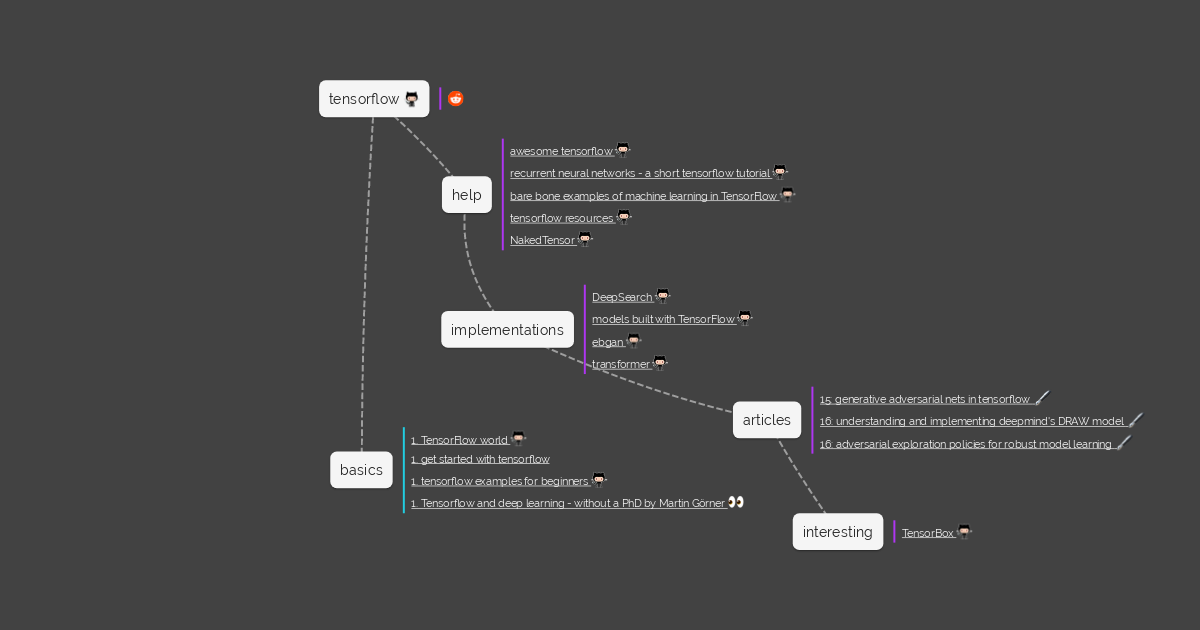 tensorflow
help
awesome tensorflow
recurrent neural networks - a short tensorflow tutorial
bare bone examples of machine learning in TensorFlow
tensorflow resources
NakedTensor
implementations
DeepSearch
models built with TensorFlow
ebgan
transformer
articles
15: generative adversarial nets in tensorflow
16: understanding and implementing deepmind's DRAW model
16: adversarial exploration policies for robust model learning
basics
1. TensorFlow world
1. get started with tensorflow
1. tensorflow examples for beginners
1. Tensorflow and deep learning - without a PhD by Martin Görner
interesting
TensorBox